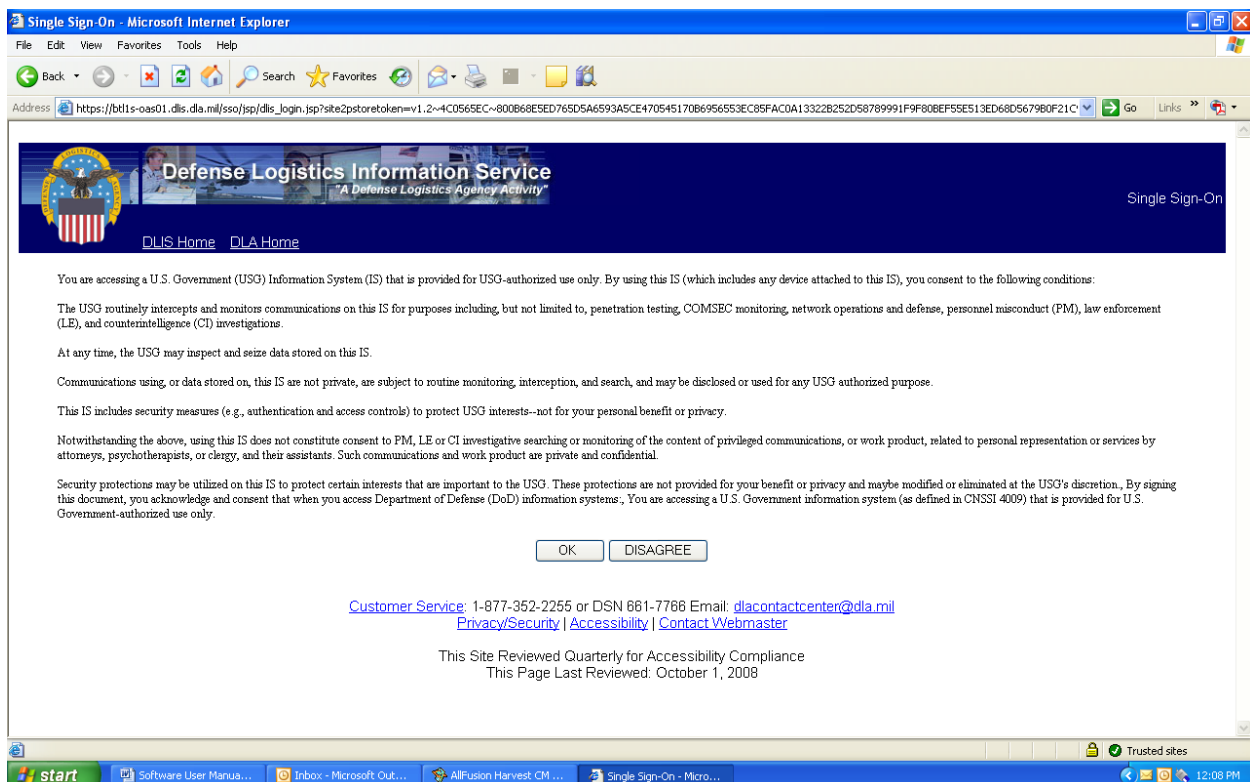 Single Sign-On - Microsoft Internet Explorer
File Edit View Favorites Tools Help
Back Search Favorites
Address https://btl1s-oas01.dlis.dla.mil/sso/jsp/dlis_login.jsp?site2pstoretoken=v1.2~4C0565EC~800B68E5ED765D5A6593A5CE470545170B6956553EC85FAC0A13322B252D58789991F9F80BEF55E513ED68D5679B0F21C Go Links »
Defense Logistics Information Service
"A Defense Logistics Agency Activity"
Single Sign-On
DLIS Home DLA Home
You are accessing a U.S. Government (USG) Information System (IS) that is provided for USG-authorized use only. By using this IS (which includes any device attached to this IS), you consent to the following conditions:
The USG routinely intercepts and monitors communications on this IS for purposes including, but not limited to, penetration testing, COMSEC monitoring, network operations and defense, personnel misconduct (PM), law enforcement
(LE), and counterintelligence (CI) investigations.
At any time, the USG may inspect and seize data stored on this IS.
Communications using, or data stored on, this IS are not private, are subject to routine monitoring, interception, and search, and may be disclosed or used for any USG authorized purpose.
This IS includes security measures (e.g., authentication and access controls) to protect USG interests--not for your personal benefit or privacy.
Notwithstanding the above, using this IS does not constitute consent to PM, LE or CI investigative searching or monitoring of the content of privileged communications, or work product, related to personal representation or services by
attorneys, psychotherapists, or clergy, and their assistants. Such communications and work product are private and confidential.
Security protections may be utilized on this IS to protect certain interests that are important to the USG. These protections are not provided for your benefit or privacy and maybe modified or eliminated at the USG's discretion., By signing
this document, you acknowledge and consent that when you access Department of Defense (DoD) information systems:, You are accessing a U.S. Government information system (as defined in CNSSI 4009) that is provided for U.S.
Government-authorized use only.
OK DISAGREE
Customer Service: 1-877-352-2255 or DSN 661-7766 Email: dlacontactcenter@dla.mil
Privacy/Security | Accessibility | Contact Webmaster
This Site Reviewed Quarterly for Accessibility Compliance
This Page Last Reviewed: October 1, 2008
Trusted sites
start Software User Manua... Inbox - Microsoft Out... AllFusion Harvest CM ... Single Sign-On - Micro... 12:08 PM